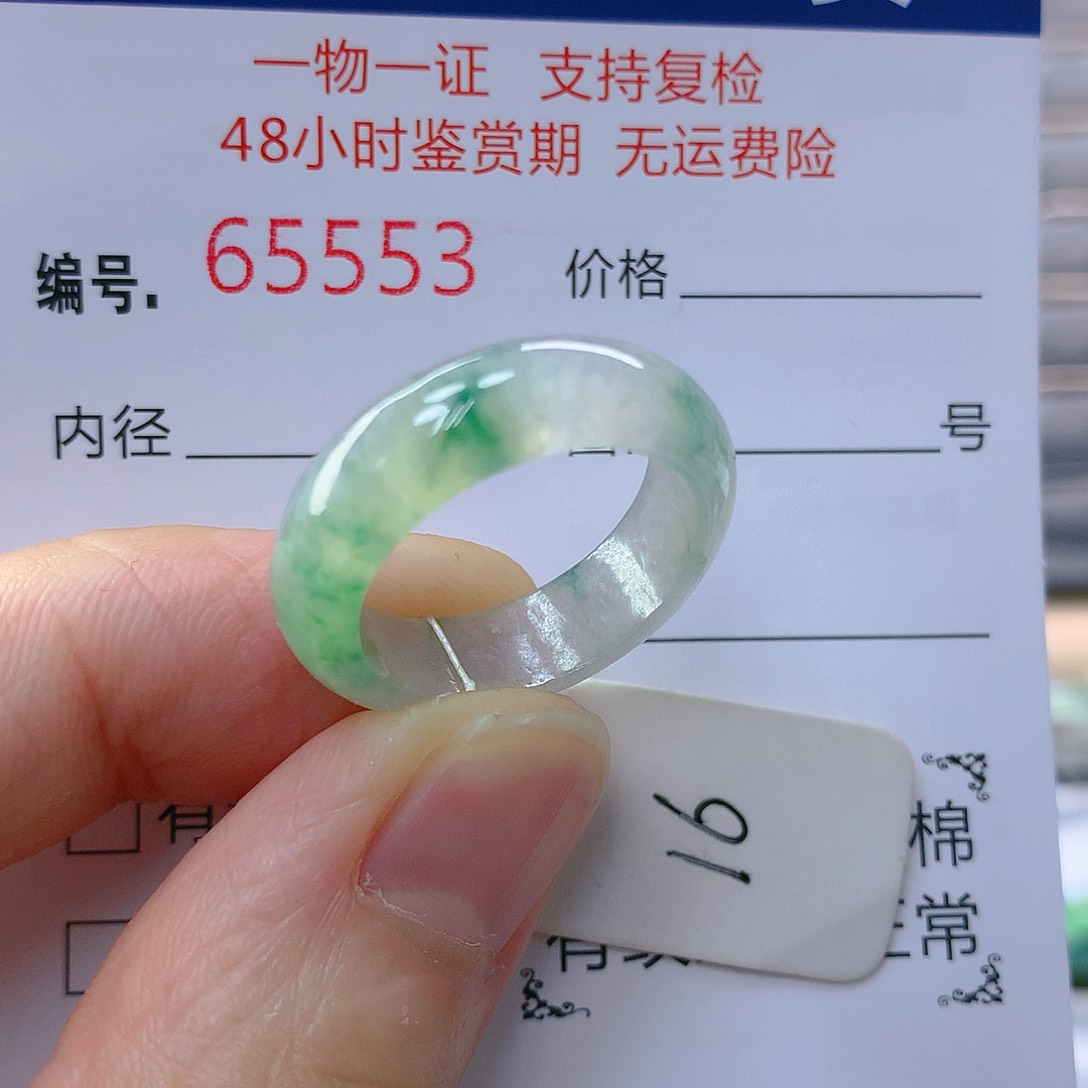 一物一证 支持复检
48小时鉴赏期 无运费险
编号. 65553 价格
内径 号
16
棉
常